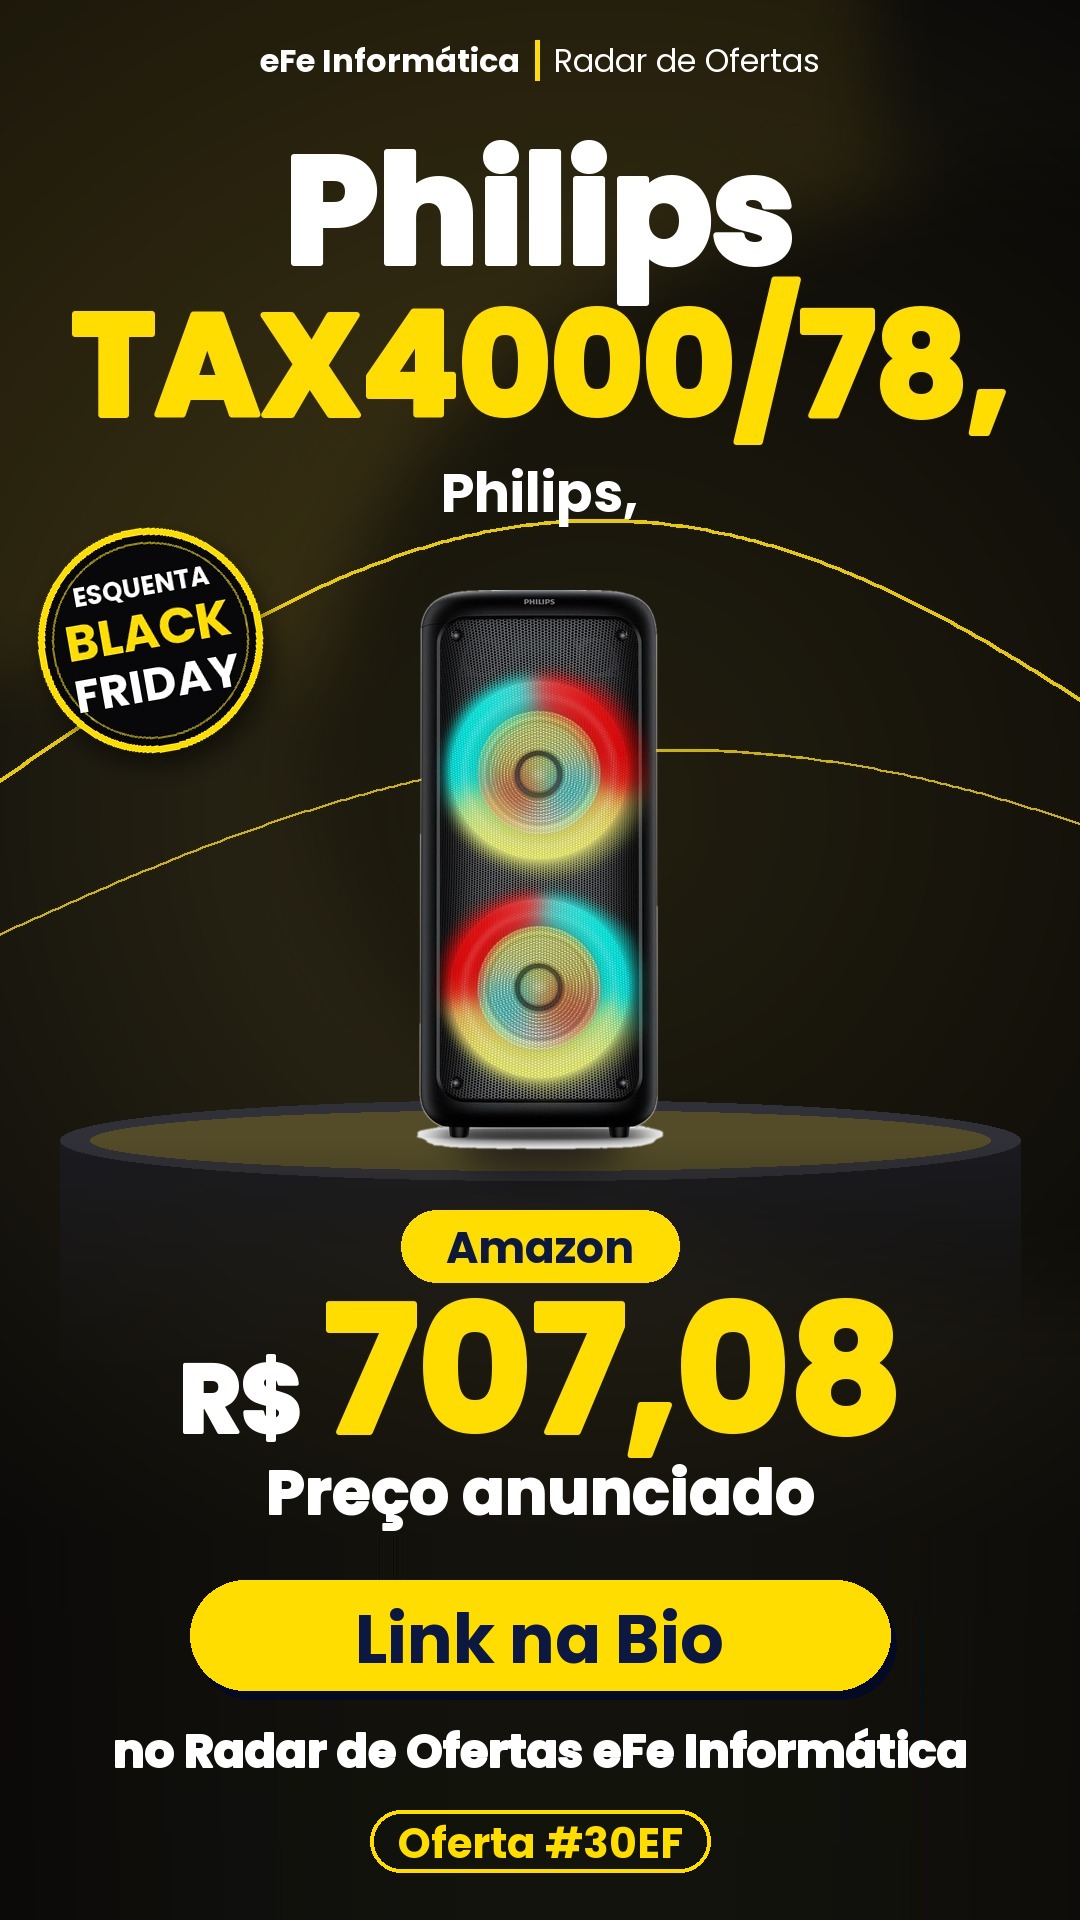 eFe Informática | Radar de Ofertas
Philips
TAX4000/78,
Philips,
ESQUENTA
BLACK
FRIDAY
PHILIPS
Amazon
R$ 707,08
Preço anunciado
Link na Bio
no Radar de Ofertas eFe Informática
Oferta #30EF